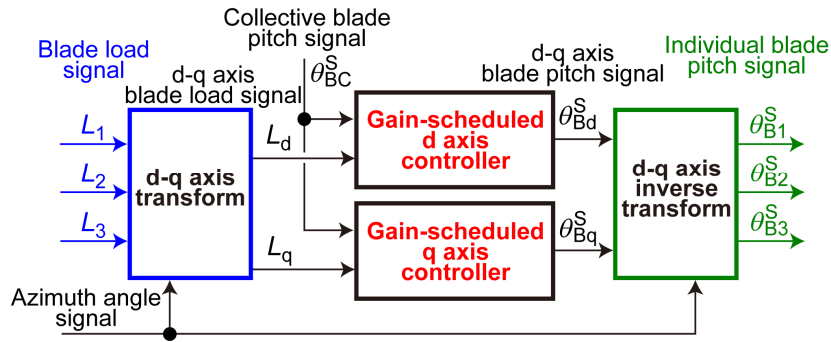 Collective blade
pitch signal
Blade load
signal
d-q axis
blade load signal
θ^S_BC
d-q axis
blade pitch signal
Individual blade
pitch signal
L_1
L_2
L_3
d-q axis
transform
L_d
L_q
Gain-scheduled
d axis
controller
Gain-scheduled
q axis
controller
θ^S_Bd
θ^S_Bq
d-q axis
inverse
transform
θ^S_B1
θ^S_B2
θ^S_B3
Azimuth angle
signal